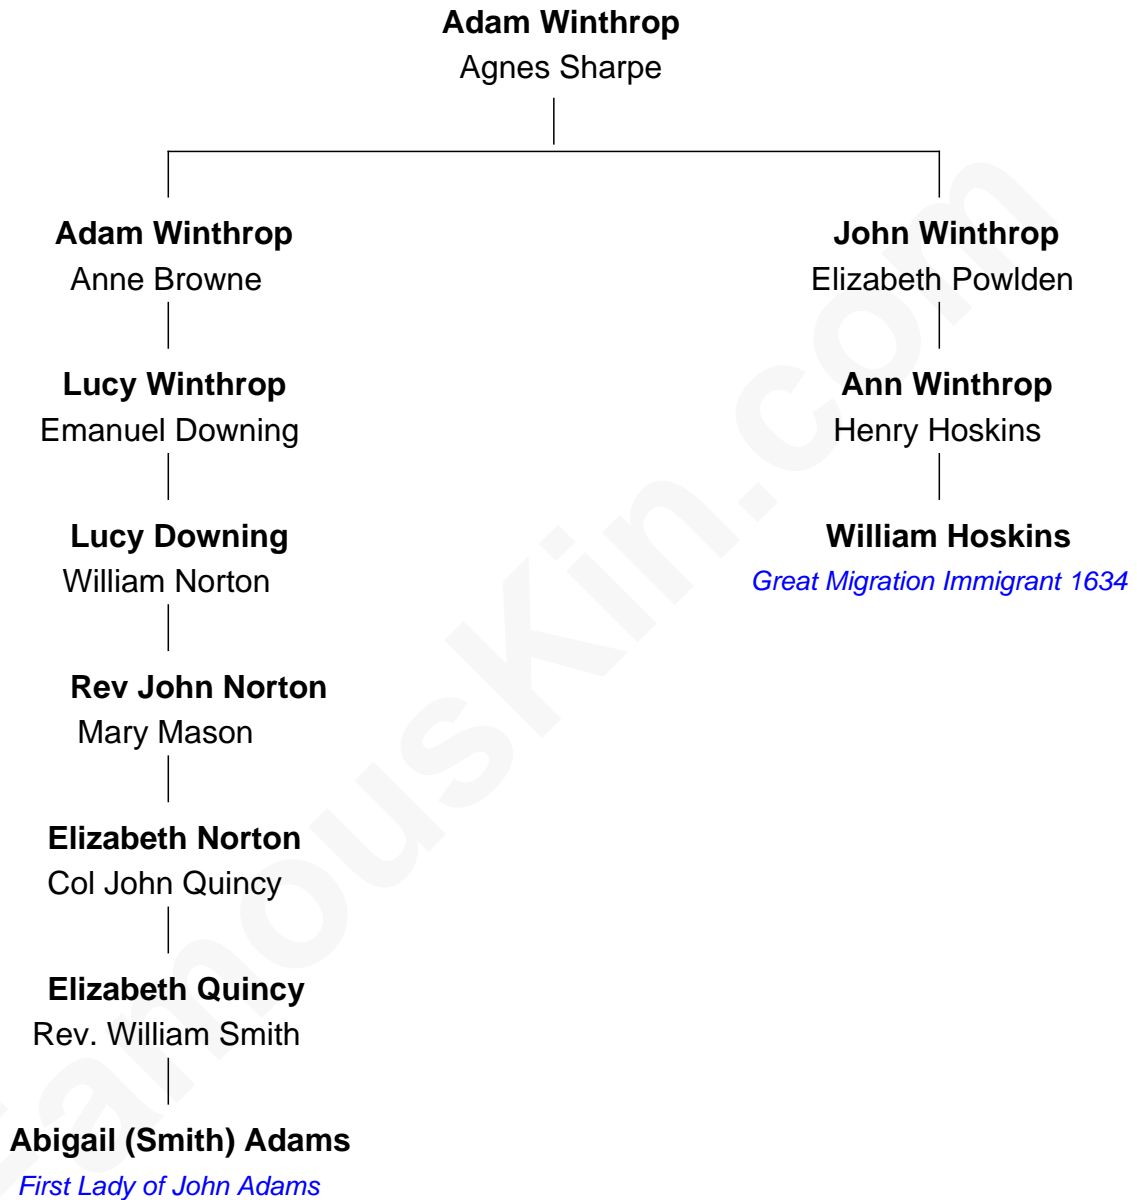 Adam Winthrop
Agnes Sharpe
Adam Winthrop
Anne Browne
John Winthrop
Elizabeth Powlden
Lucy Winthrop
Emanuel Downing
Ann Winthrop
Henry Hoskins
Lucy Downing
William Norton
William Hoskins
Great Migration Immigrant 1634
Rev John Norton
Mary Mason
Elizabeth Norton
Col John Quincy
Elizabeth Quincy
Rev. William Smith
Abigail (Smith) Adams
First Lady of John Adams
FamousKin.com